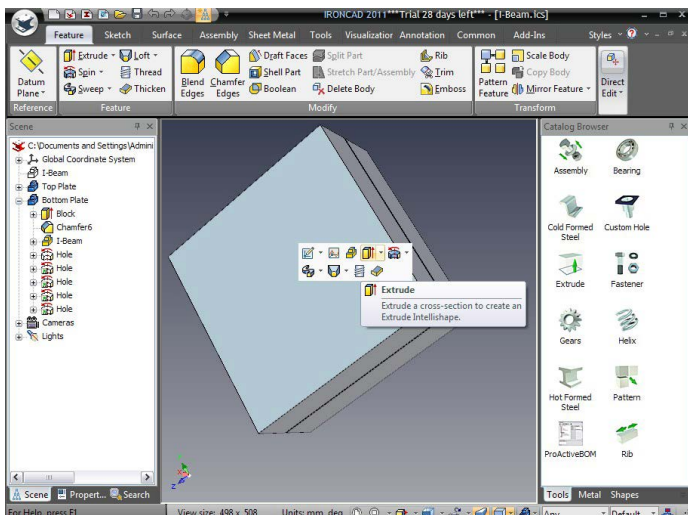 IRONCAD 2011***Trial 28 days left*** - [I-Beam.ics]
Feature Sketch Surface Assembly Sheet Metal Tools Visualization Annotation Common Add-Ins Styles
Datum Plane
Reference
Extrude Loft
Spin Thread
Sweep Thicken
Feature
Blend Edges
Chamfer Edges
Draft Faces Split Part
Shell Part Stretch Part/Assembly
Boolean Delete Body
Rib
Trim
Emboss
Modify
Pattern Feature
Scale Body
Copy Body
Mirror Feature
Transform
Direct Edit
Scene
C:\Documents and Settings\Admini
Global Coordinate System
I-Beam
Top Plate
Bottom Plate
Block
Chamfer6
I-Beam
Hole
Hole
Hole
Hole
Hole
Cameras
Lights
Scene Propert... Search
Extrude
Extrude a cross-section to create an
Extrude Intellishape.
Z
Catalog Browser
Assembly Bearing
Cold Formed Steel Custom Hole
Extrude Fastener
Gears Helix
Hot Formed Steel Pattern
ProActiveBOM Rib
Tools Metal Shapes
For Help, press F1 View size: 498 x 508 Units: mm, deg Any Default